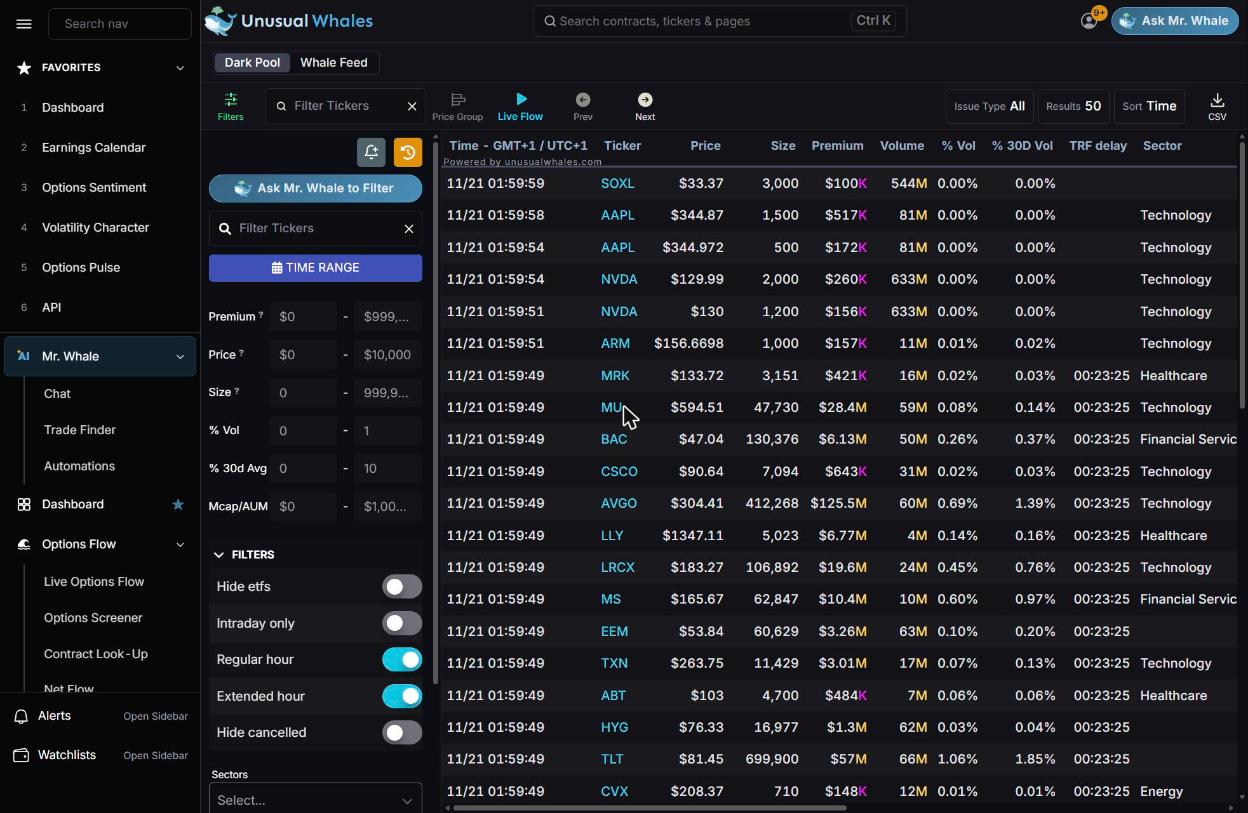 Search nav
Unusual Whales
Search contracts, tickers & pages Ctrl K
9+
Ask Mr. Whale
FAVORITES
1 Dashboard
2 Earnings Calendar
3 Options Sentiment
4 Volatility Character
5 Options Pulse
6 API
AI Mr. Whale
Chat
Trade Finder
Automations
Dashboard
Options Flow
Live Options Flow
Options Screener
Contract Look-Up
Net Flow
Alerts Open Sidebar
Watchlists Open Sidebar
Dark Pool Whale Feed
Filters
Filter Tickers
Price Group
Live Flow
Prev
Next
Issue Type All
Results 50
Sort Time
CSV
Ask Mr. Whale to Filter
Filter Tickers
TIME RANGE
Premium ? $0 - $999,...
Price ? $0 - $10,000
Size ? 0 - 999,9...
% Vol 0 - 1
% 30d Avg 0 - 10
Mcap/AUM $0 - $1,00...
FILTERS
Hide etfs
Intraday only
Regular hour
Extended hour
Hide cancelled
Sectors
Select...
Time - GMT+1 / UTC+1 Ticker Price Size Premium Volume % Vol % 30D Vol TRF delay Sector
Powered by unusualwhales.com
11/21 01:59:59 SOXL $33.37 3,000 $100K 544M 0.00% 0.00%
11/21 01:59:58 AAPL $344.87 1,500 $517K 81M 0.00% 0.00% Technology
11/21 01:59:54 AAPL $344.972 500 $172K 81M 0.00% 0.00% Technology
11/21 01:59:54 NVDA $129.99 2,000 $260K 633M 0.00% 0.00% Technology
11/21 01:59:51 NVDA $130 1,200 $156K 633M 0.00% 0.00% Technology
11/21 01:59:51 ARM $156.6698 1,000 $157K 11M 0.01% 0.02% Technology
11/21 01:59:49 MRK $133.72 3,151 $421K 16M 0.02% 0.03% 00:23:25 Healthcare
11/21 01:59:49 MU $594.51 47,730 $28.4M 59M 0.08% 0.14% 00:23:25 Technology
11/21 01:59:49 BAC $47.04 130,376 $6.13M 50M 0.26% 0.37% 00:23:25 Financial Servic
11/21 01:59:49 CSCO $90.64 7,094 $643K 31M 0.02% 0.03% 00:23:25 Technology
11/21 01:59:49 AVGO $304.41 412,268 $125.5M 60M 0.69% 1.39% 00:23:25 Technology
11/21 01:59:49 LLY $1347.11 5,023 $6.77M 4M 0.14% 0.16% 00:23:25 Healthcare
11/21 01:59:49 LRCX $183.27 106,892 $19.6M 24M 0.45% 0.76% 00:23:25 Technology
11/21 01:59:49 MS $165.67 62,847 $10.4M 10M 0.60% 0.97% 00:23:25 Financial Servic
11/21 01:59:49 EEM $53.84 60,629 $3.26M 63M 0.10% 0.20% 00:23:25
11/21 01:59:49 TXN $263.75 11,429 $3.01M 17M 0.07% 0.13% 00:23:25 Technology
11/21 01:59:49 ABT $103 4,700 $484K 7M 0.06% 0.06% 00:23:25 Healthcare
11/21 01:59:49 HYG $76.33 16,977 $1.3M 62M 0.03% 0.04% 00:23:25
11/21 01:59:49 TLT $81.45 699,900 $57M 66M 1.06% 1.85% 00:23:25
11/21 01:59:49 CVX $208.37 710 $148K 12M 0.01% 0.01% 00:23:25 Energy